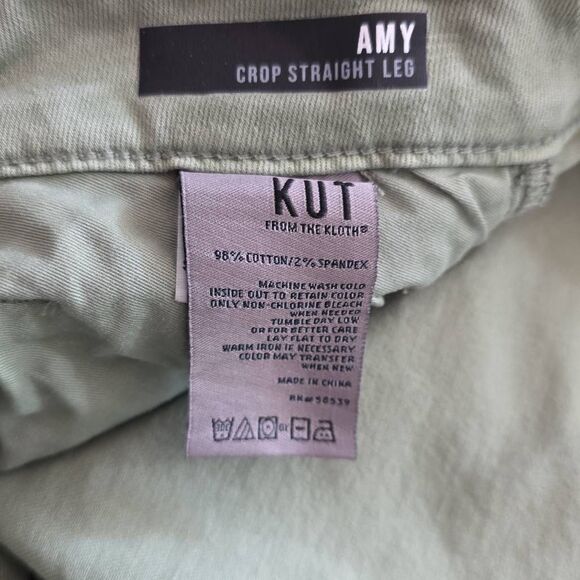 AMY
CROP STRAIGHT LEG
KUT
FROM THE KLOTH®
98% COTTON/2% SPANDEX
MACHINE WASH COLD
INSIDE OUT TO RETAIN COLOR
ONLY NON-CHLORINE BLEACH
WHEN NEEDED
TUMBLE DAY LOW
OR FOR BETTER CARE
LAY FLAT TO DRY
WARM IRON IF NECESSARY
COLOR MAY TRANSFER
WHEN NEW
MADE IN CHINA
RN# 58539
or